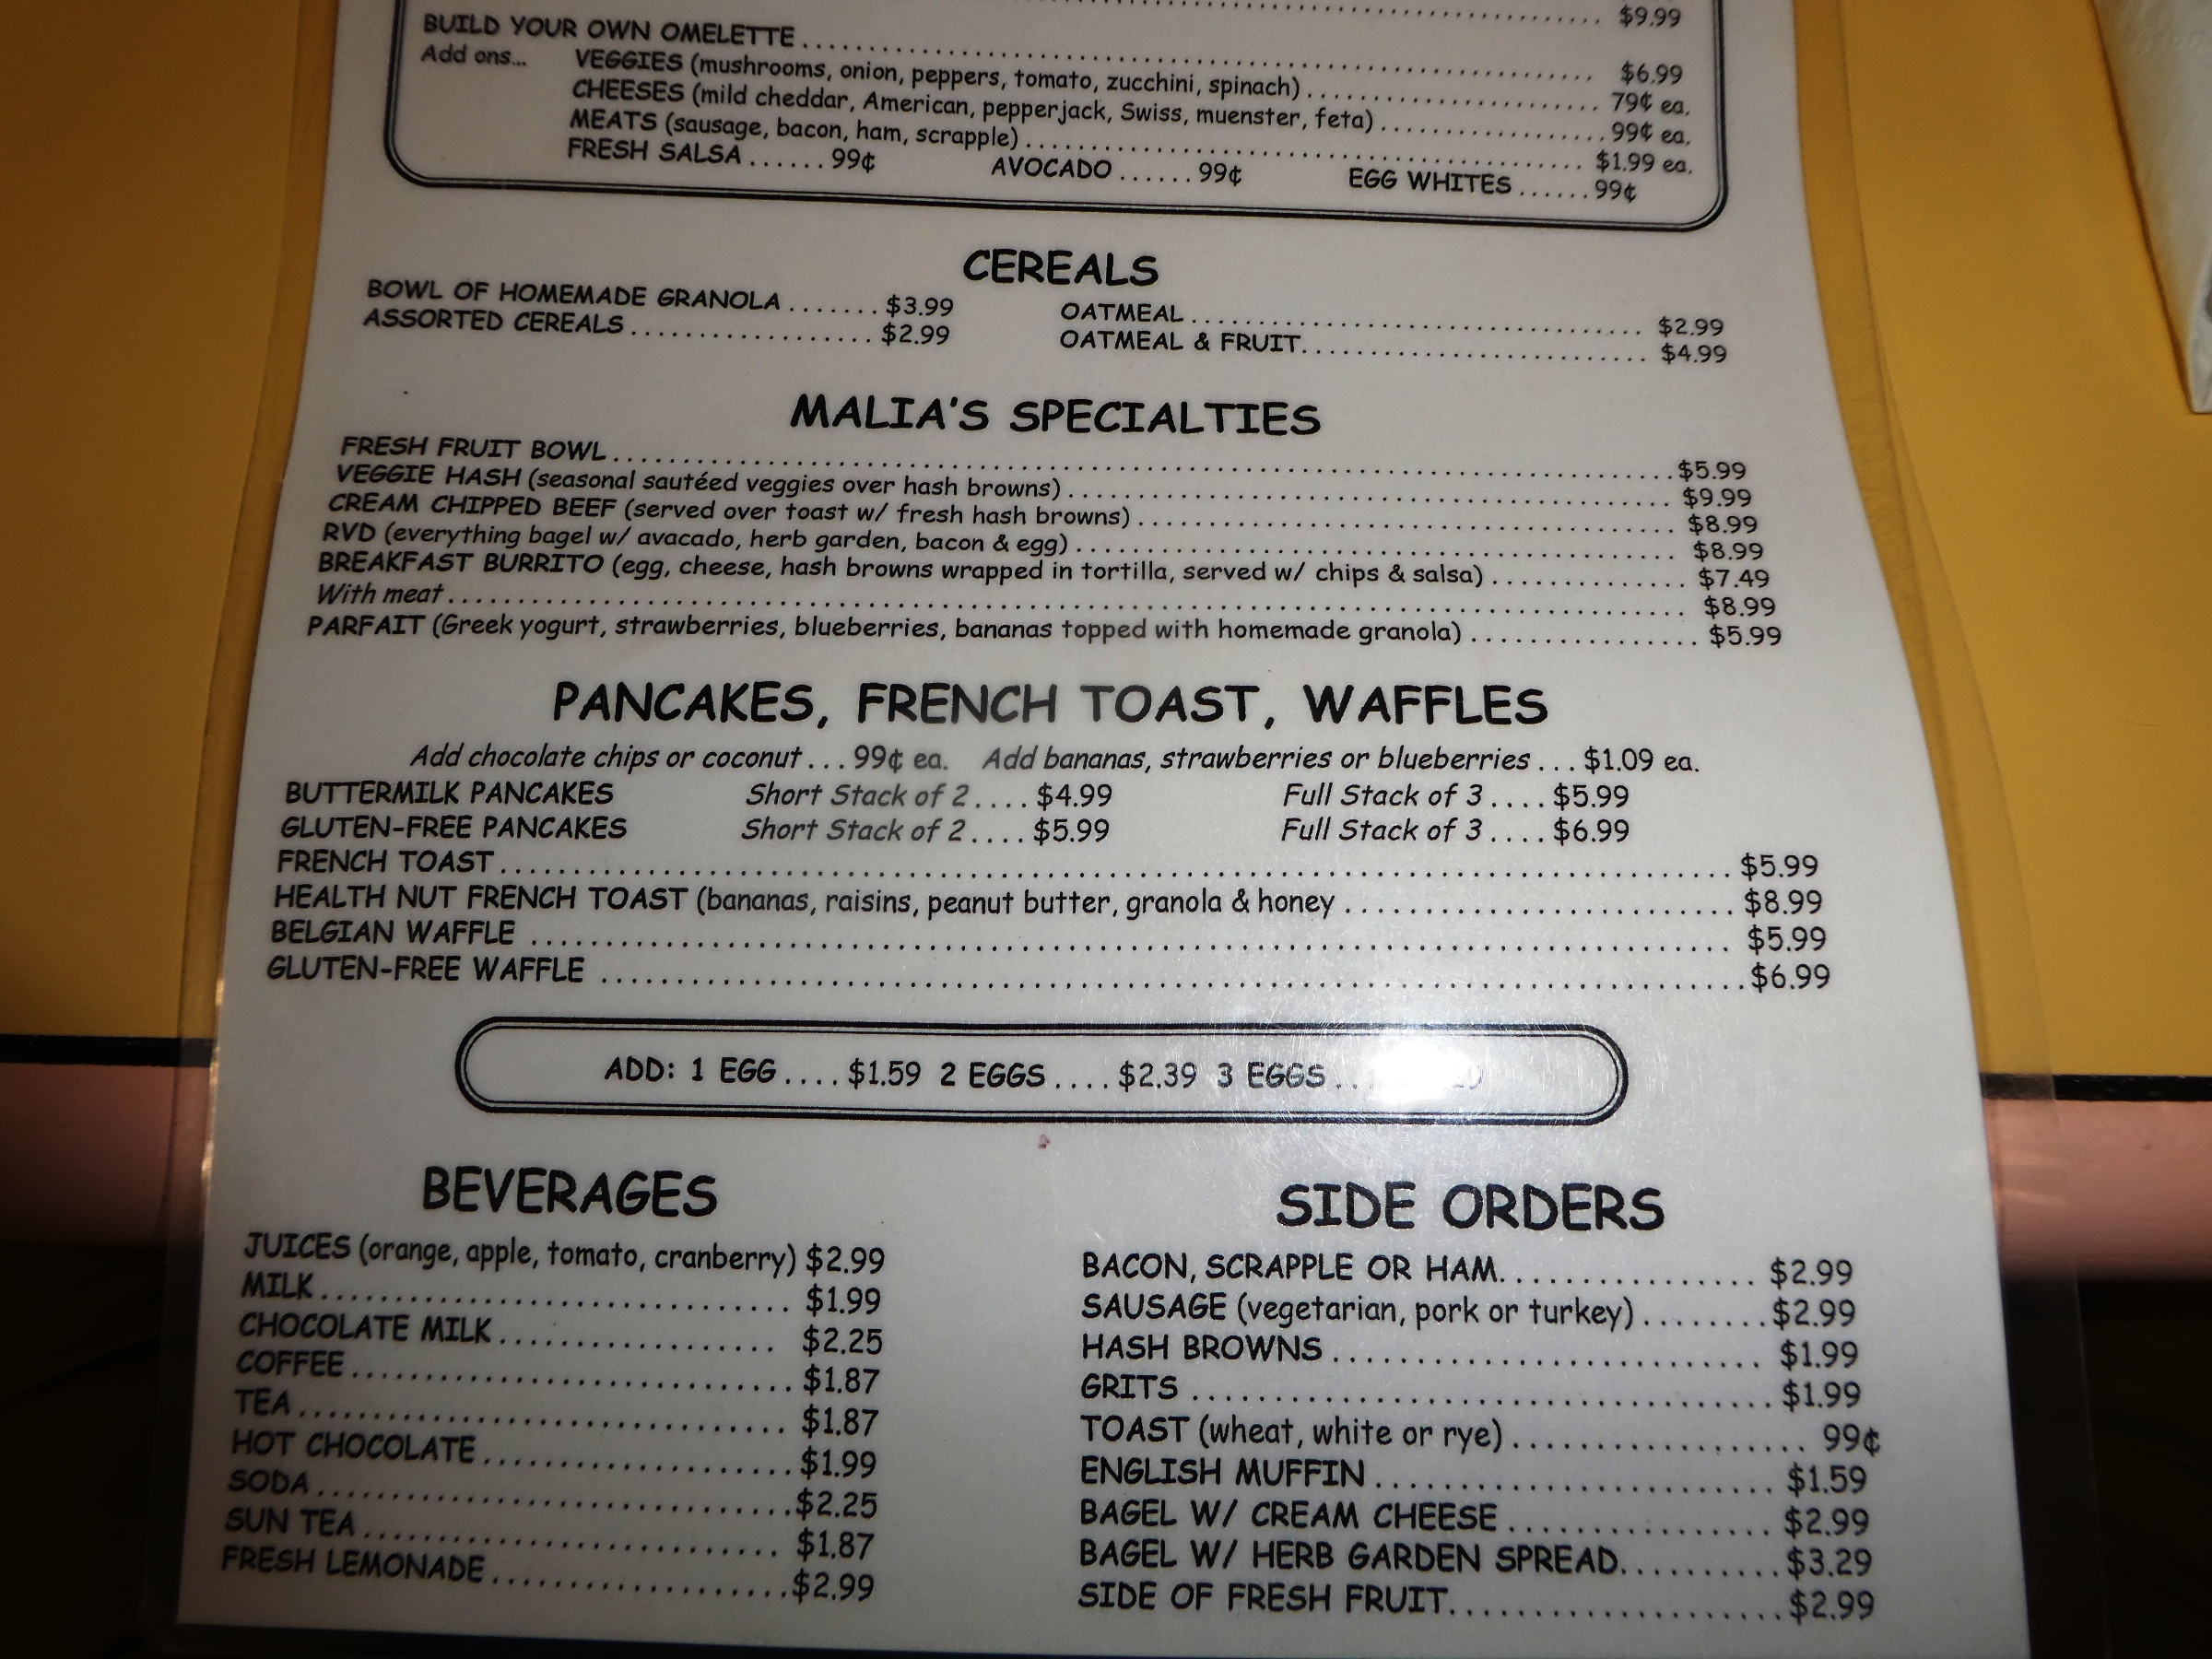 $9.99
BUILD YOUR OWN OMELETTE $6.99
Add ons... VEGGIES (mushrooms, onion, peppers, tomato, zucchini, spinach) 79¢ ea.
CHEESES (mild cheddar, American, pepperjack, Swiss, muenster, feta) 99¢ ea.
MEATS (sausage, bacon, ham, scrapple) $1.99 ea.
FRESH SALSA ...... 99¢ AVOCADO ...... 99¢ EGG WHITES ...... 99¢
CEREALS
BOWL OF HOMEMADE GRANOLA ....... $3.99 OATMEAL ....... $2.99
ASSORTED CEREALS ....... $2.99 OATMEAL & FRUIT ....... $4.99
MALIA'S SPECIALTIES
FRESH FRUIT BOWL ....... $5.99
VEGGIE HASH (seasonal sautéed veggies over hash browns) ....... $9.99
CREAM CHIPPED BEEF (served over toast w/ fresh hash browns) ....... $8.99
RVD (everything bagel w/ avacado, herb garden, bacon & egg) ....... $8.99
BREAKFAST BURRITO (egg, cheese, hash browns wrapped in tortilla, served w/ chips & salsa) ....... $7.49
With meat ....... $8.99
PARFAIT (Greek yogurt, strawberries, blueberries, bananas topped with homemade granola) ....... $5.99
PANCAKES, FRENCH TOAST, WAFFLES
Add chocolate chips or coconut ... 99¢ ea. Add bananas, strawberries or blueberries ... $1.09 ea.
BUTTERMILK PANCAKES Short Stack of 2 .... $4.99 Full Stack of 3 .... $5.99
GLUTEN-FREE PANCAKES Short Stack of 2 .... $5.99 Full Stack of 3 .... $6.99
FRENCH TOAST ....... $5.99
HEALTH NUT FRENCH TOAST (bananas, raisins, peanut butter, granola & honey ....... $8.99
BELGIAN WAFFLE ....... $5.99
GLUTEN-FREE WAFFLE ....... $6.99
ADD: 1 EGG .... $1.59 2 EGGS .... $2.39 3 EGGS ..
BEVERAGES
JUICES (orange, apple, tomato, cranberry) $2.99
MILK ....... $1.99
CHOCOLATE MILK ....... $2.25
COFFEE ....... $1.87
TEA ....... $1.87
HOT CHOCOLATE ....... $1.99
SODA ....... $2.25
SUN TEA ....... $1.87
FRESH LEMONADE ....... $2.99
SIDE ORDERS
BACON, SCRAPPLE OR HAM ....... $2.99
SAUSAGE (vegetarian, pork or turkey) ....... $2.99
HASH BROWNS ....... $1.99
GRITS ....... $1.99
TOAST (wheat, white or rye) ....... 99¢
ENGLISH MUFFIN ....... $1.59
BAGEL W/ CREAM CHEESE ....... $2.99
BAGEL W/ HERB GARDEN SPREAD ....... $3.29
SIDE OF FRESH FRUIT ....... $2.99